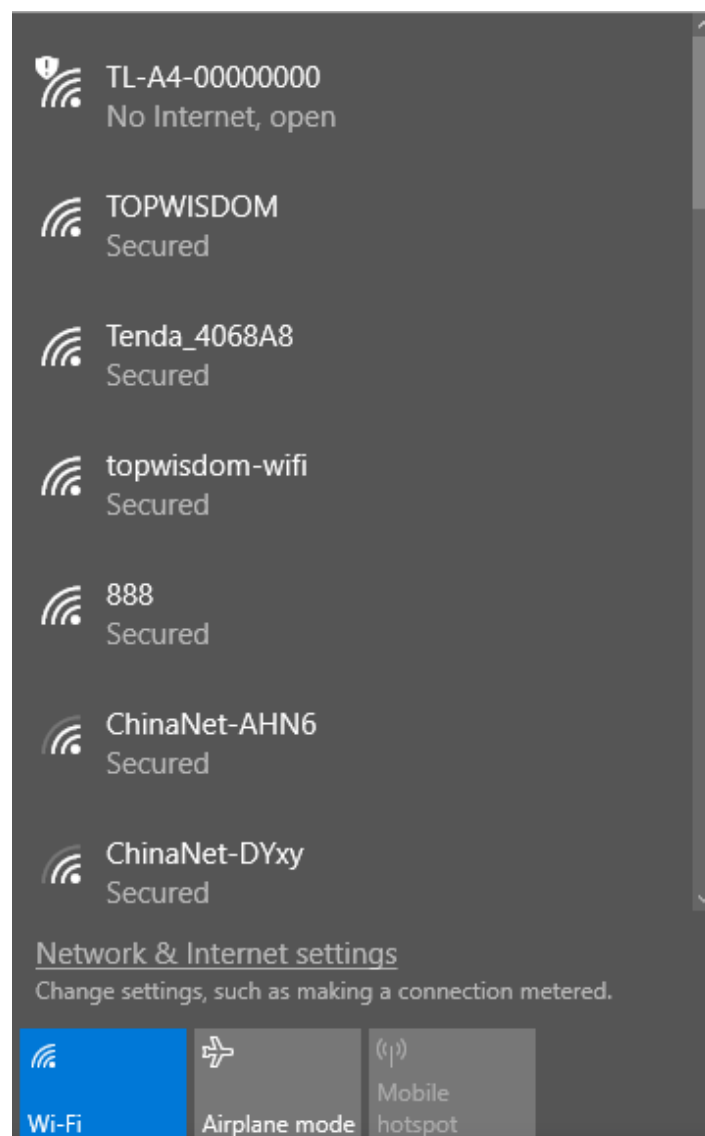 TL-A4-00000000
No Internet, open
TOPWISDOM
Secured
Tenda_4068A8
Secured
topwisdom-wifi
Secured
888
Secured
ChinaNet-AHN6
Secured
ChinaNet-DYxy
Secured
Network & Internet settings
Change settings, such as making a connection metered.
Wi-Fi
Airplane mode
Mobile
hotspot